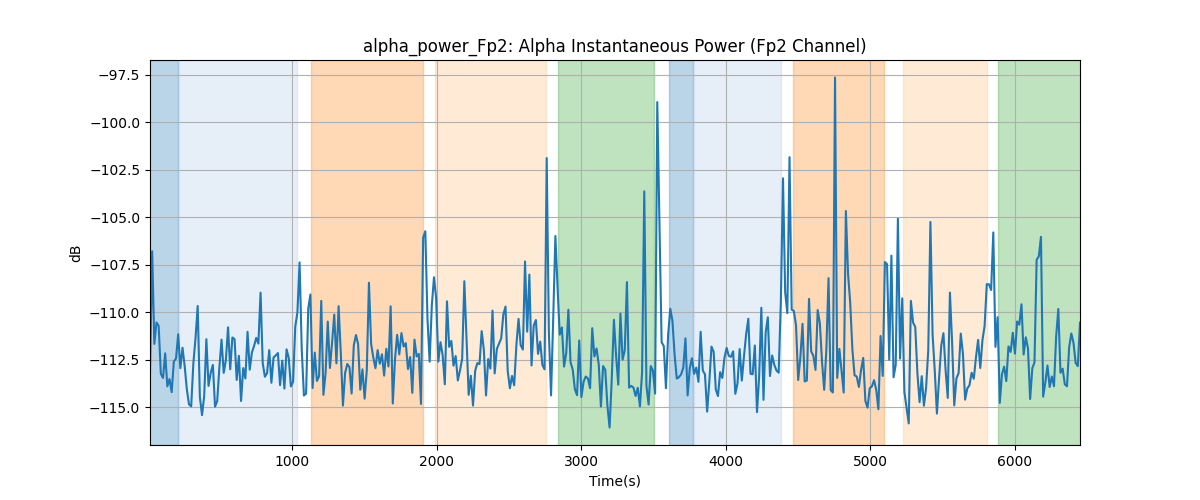 alpha_power_Fp2: Alpha Instantaneous Power (Fp2 Channel)
−97.5
−100.0
−102.5
−105.0
−107.5
−110.0
−112.5
−115.0
dB
1000 2000 3000 4000 5000 6000
Time(s)